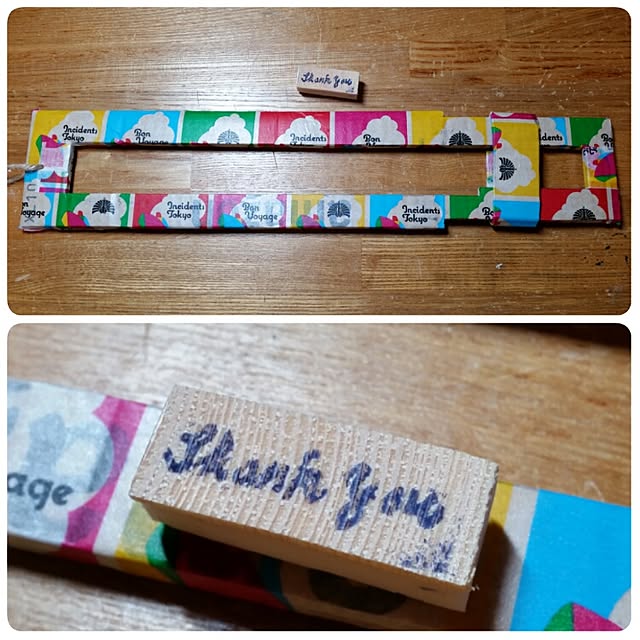 Thank You
Incidents
Tokyo
Bon
Voyage
Incidents
Tokyo
Bon
Voyage
Incidents
Tokyo
Bon
Voyage
Incidents
Tokyo
age
Thank You